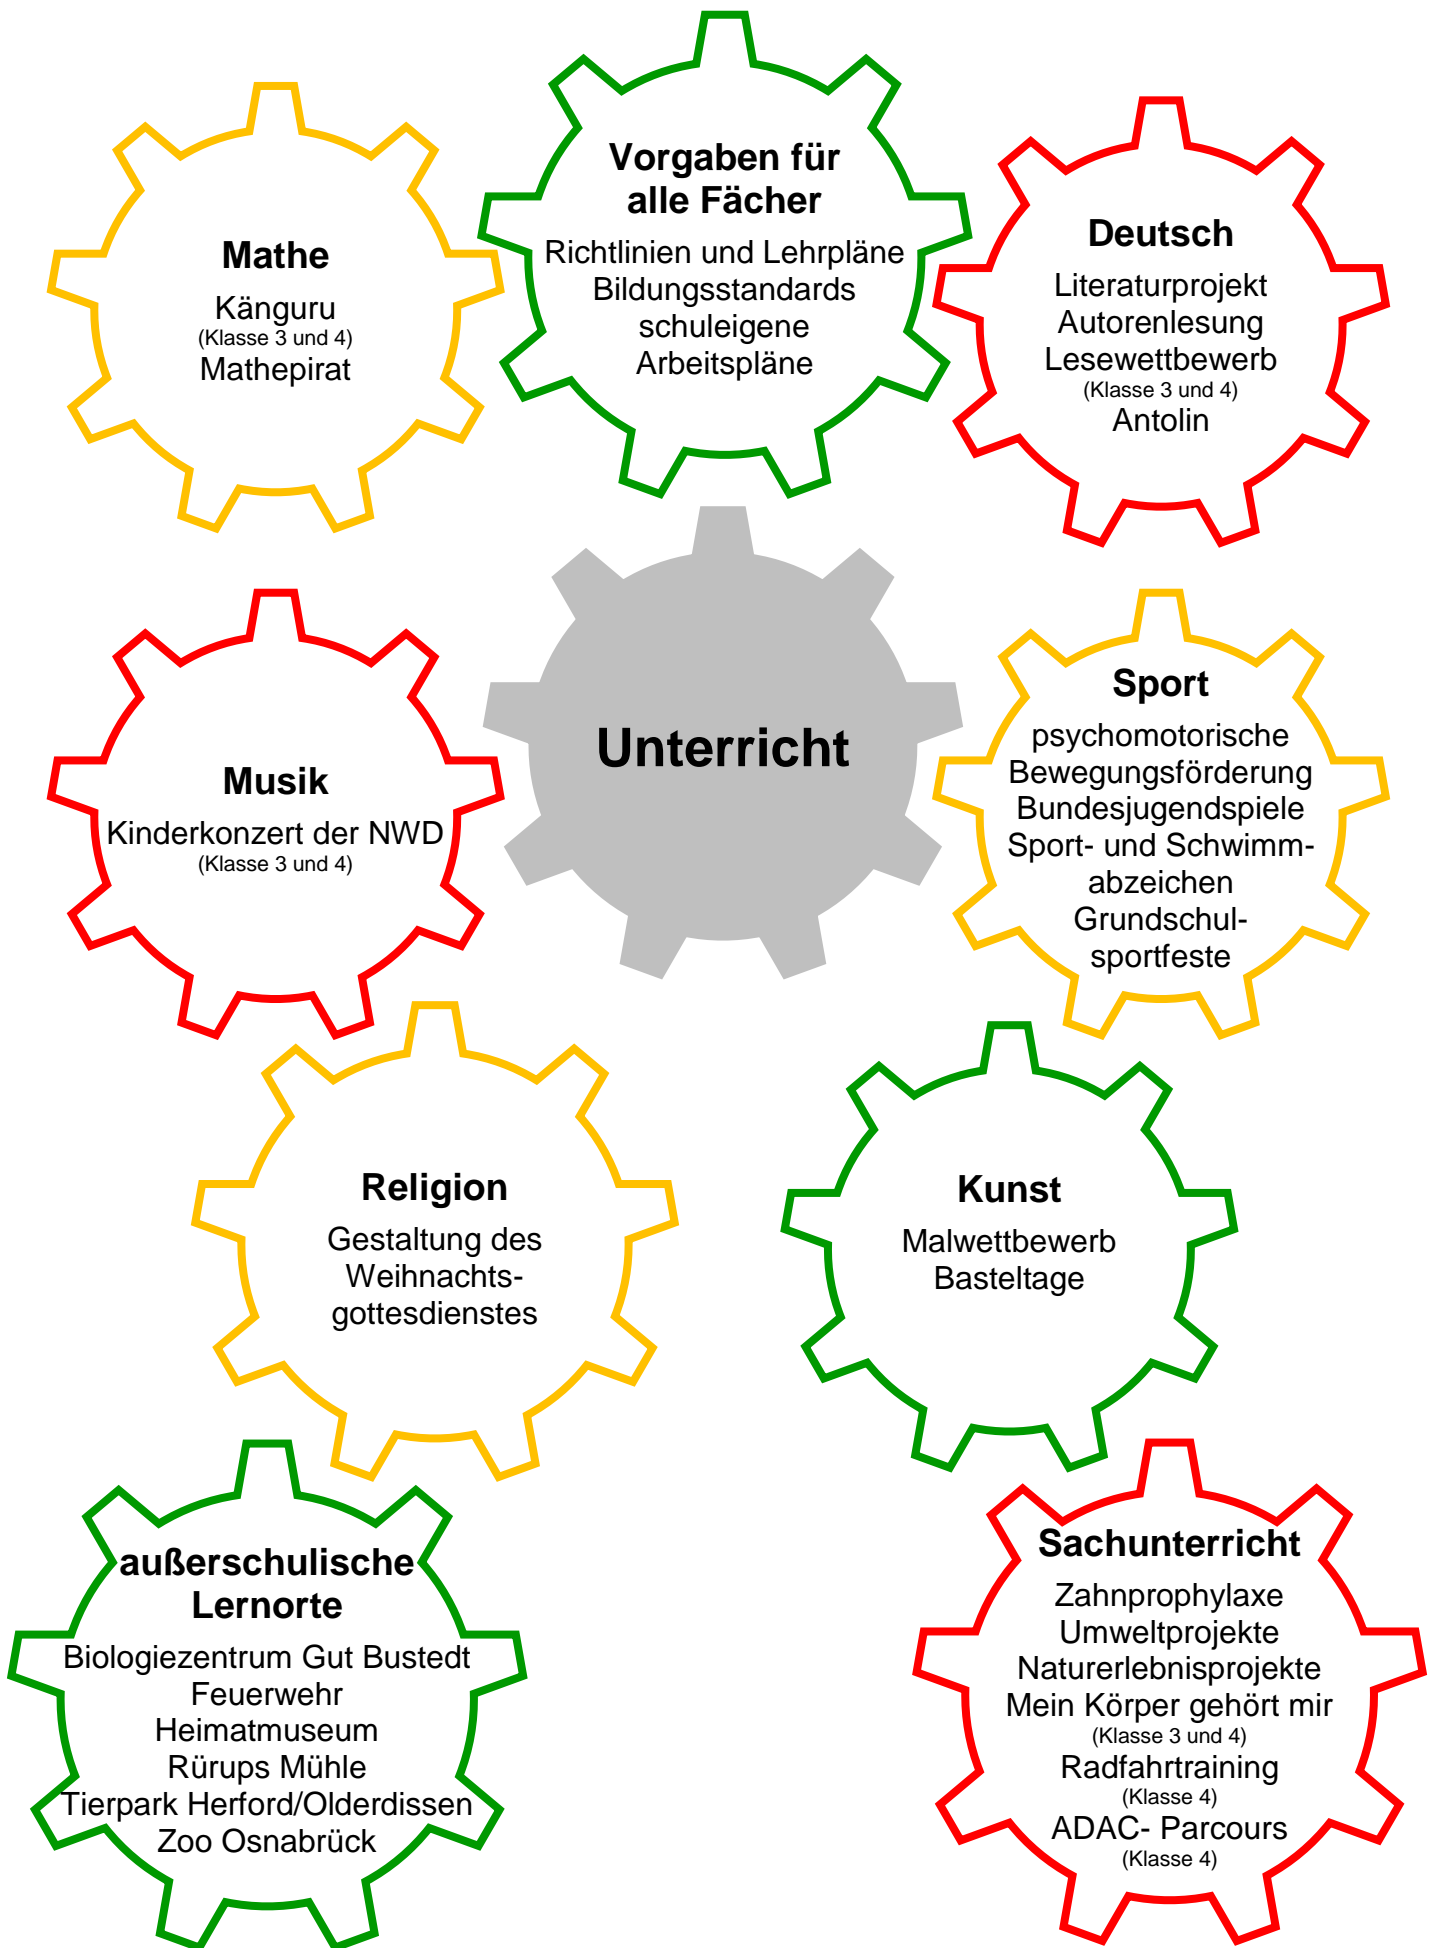 Vorgaben für
alle Fächer
Richtlinien und Lehrpläne
Bildungsstandards
schuleigene
Arbeitspläne
Mathe
Känguru
(Klasse 3 und 4)
Mathepirat
Deutsch
Literaturprojekt
Autorenlesung
Lesewettbewerb
(Klasse 3 und 4)
Antolin
Unterricht
Musik
Kinderkonzert der NWD
(Klasse 3 und 4)
Sport
psychomotorische
Bewegungsförderung
Bundesjugendspiele
Sport- und Schwimm-
abzeichen
Grundschul-
sportfeste
Religion
Gestaltung des
Weihnachts-
gottesdienstes
Kunst
Malwettbewerb
Basteltage
außerschulische
Lernorte
Biologiezentrum Gut Bustedt
Feuerwehr
Heimatmuseum
Rürups Mühle
Tierpark Herford/Olderdissen
Zoo Osnabrück
Sachunterricht
Zahnprophylaxe
Umweltprojekte
Naturerlebnisprojekte
Mein Körper gehört mir
(Klasse 3 und 4)
Radfahrtraining
(Klasse 4)
ADAC- Parcours
(Klasse 4)